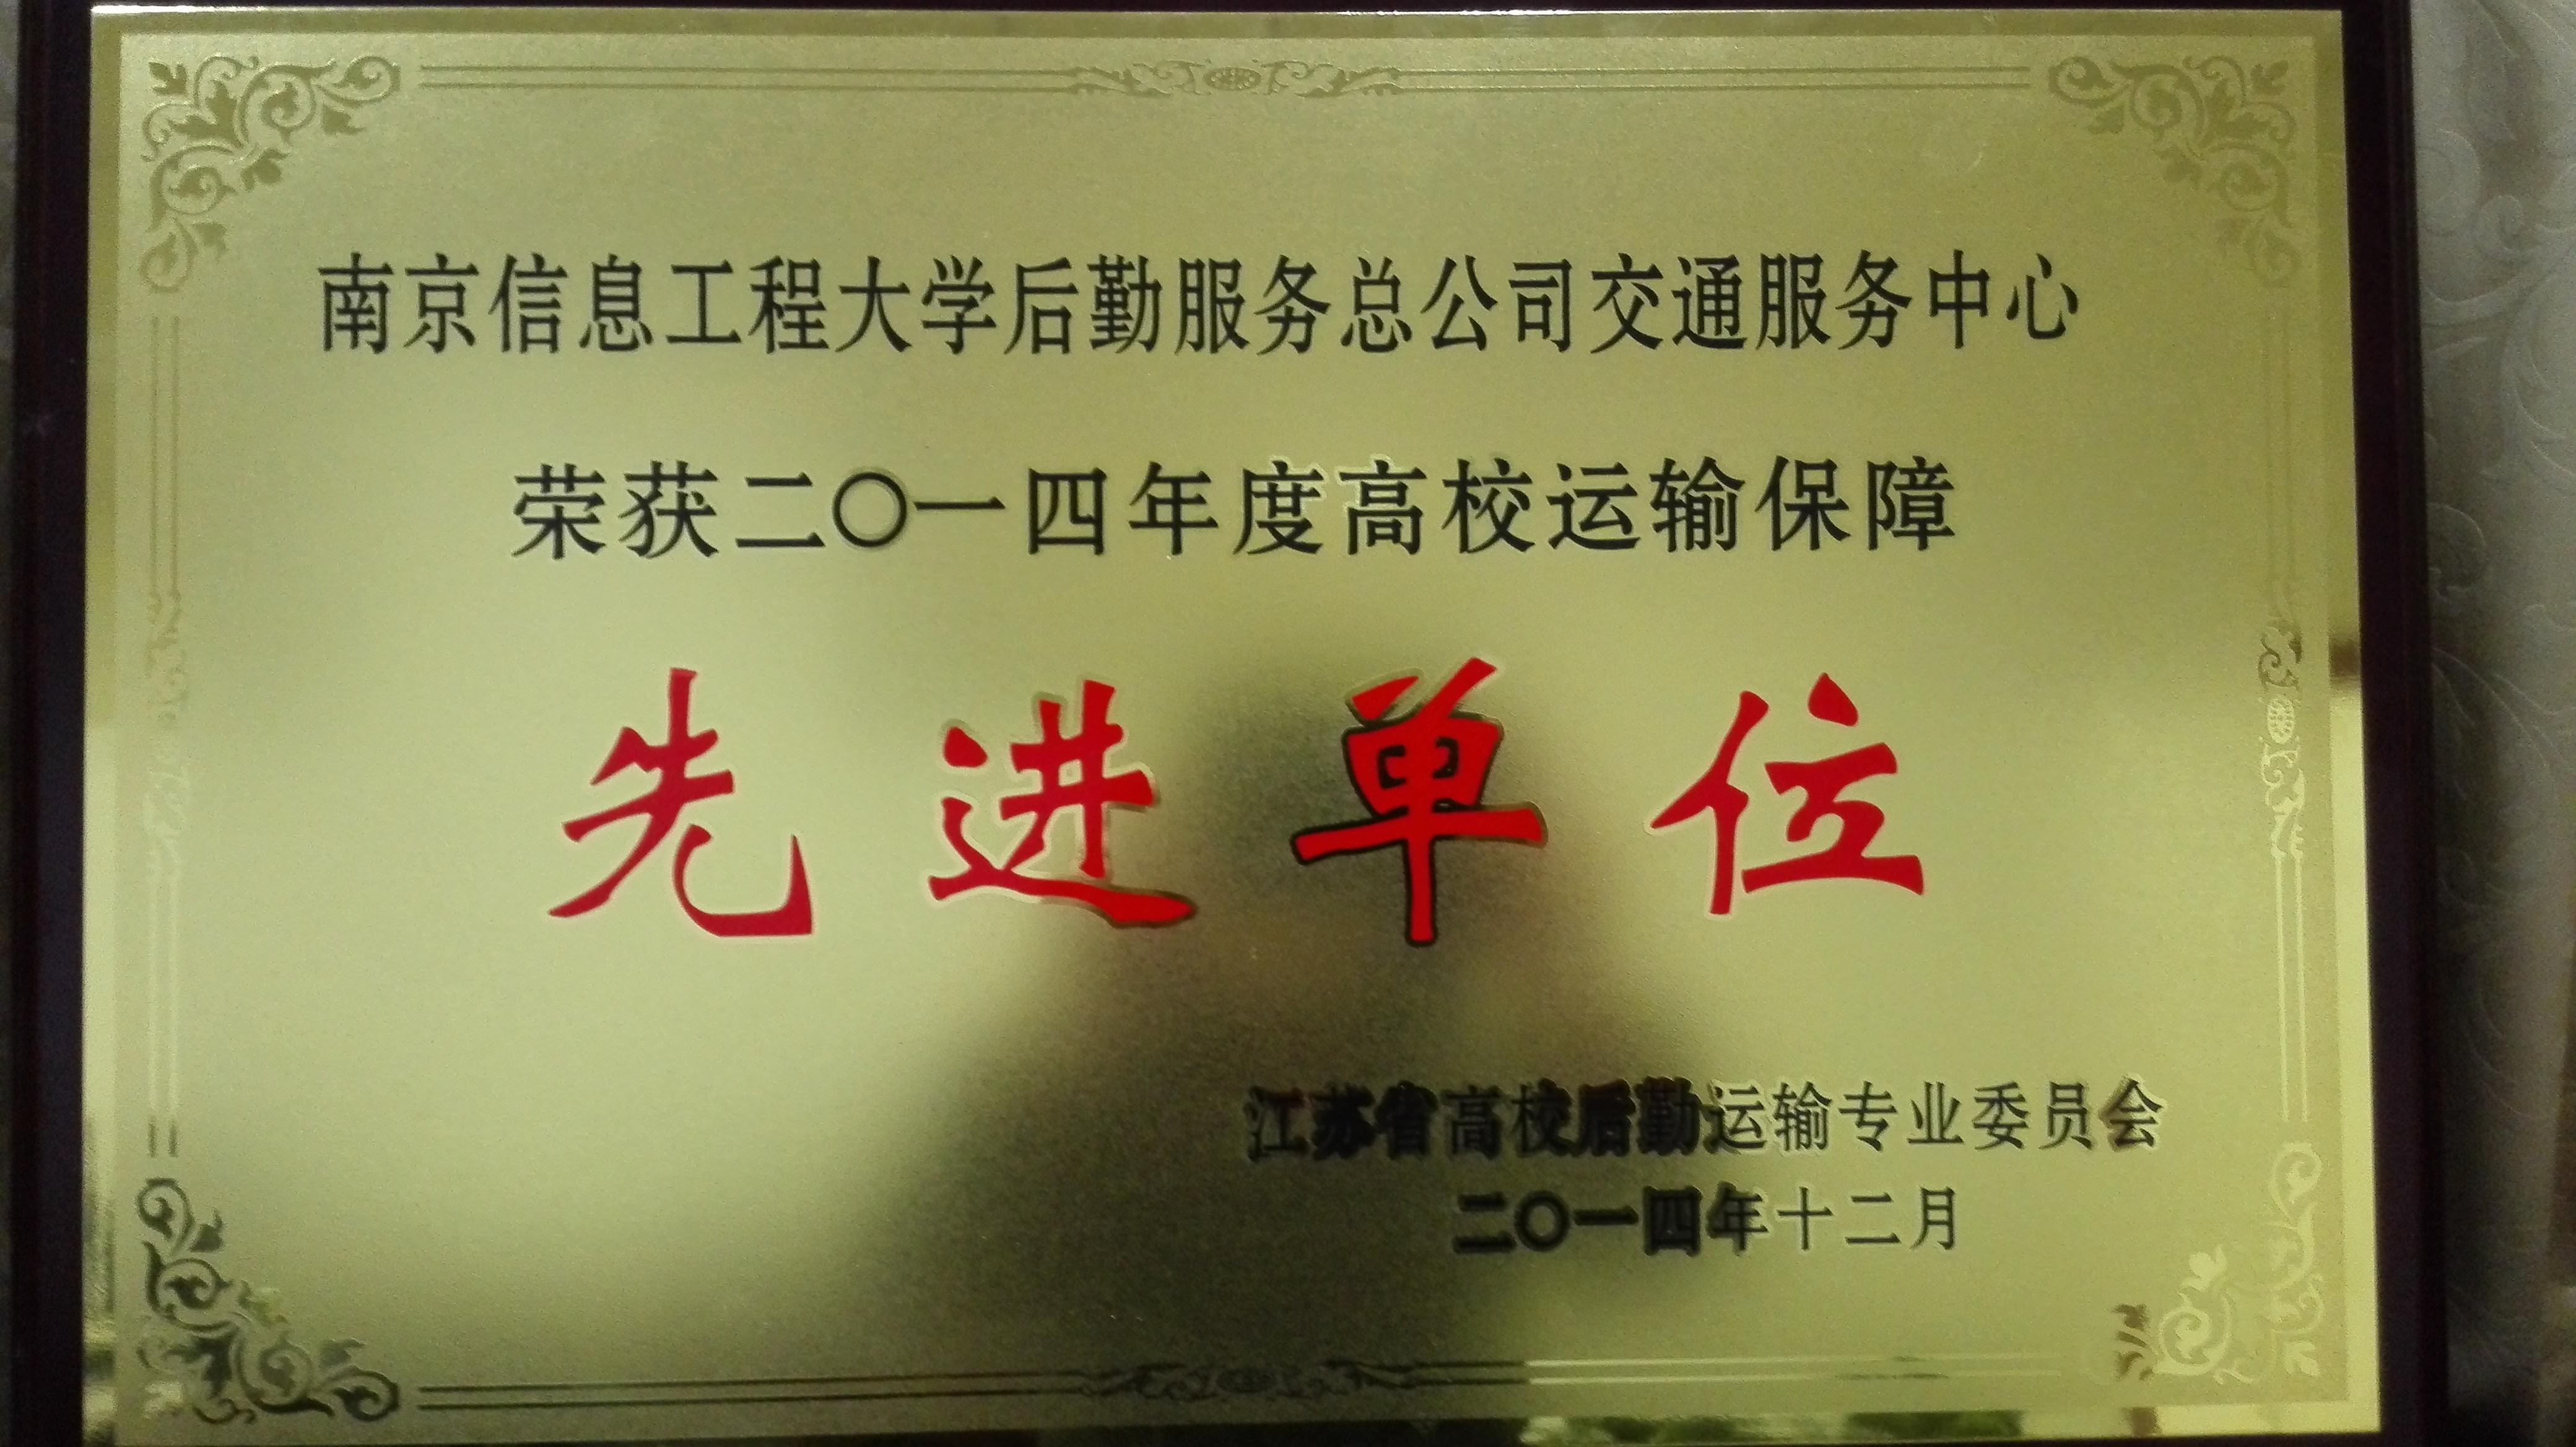 南京信息工程大学后勤服务总公司交通服务中心
荣获二〇一四年度高校运输保障
先进单位
江苏省高校后勤运输专业委员会
二〇一四年十二月